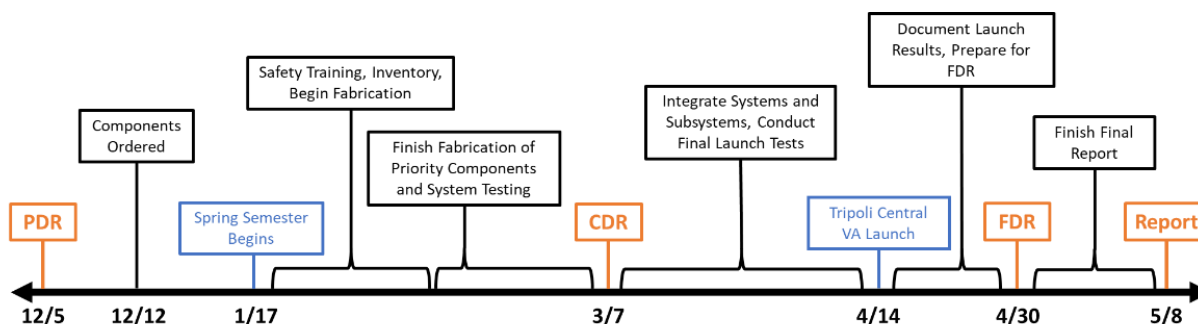 Document Launch
Results, Prepare for
FDR
Safety Training, Inventory,
Begin Fabrication
Integrate Systems and
Subsystems, Conduct
Final Launch Tests
Components
Ordered
Finish Fabrication of
Priority Components
and System Testing
Finish Final
Report
PDR
Spring Semester
Begins
CDR
Tripoli Central
VA Launch
FDR
Report
12/5
12/12
1/17
3/7
4/14
4/30
5/8